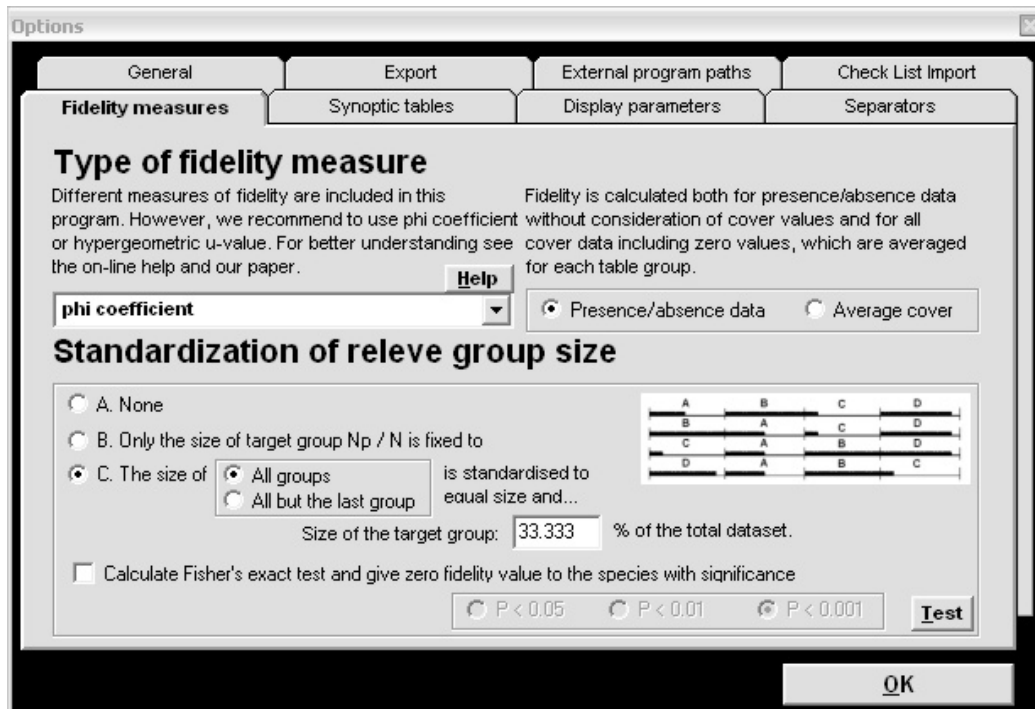 Options
General
Export
External program paths
Check List Import
Fidelity measures
Synoptic tables
Display parameters
Separators
Type of fidelity measure
Different measures of fidelity are included in this
program. However, we recommend to use phi coefficient
or hypergeometric u-value. For better understanding see
the on-line help and our paper.
Help
phi coefficient
Fidelity is calculated both for presence/absence data
without consideration of cover values and for all
cover data including zero values, which are averaged
for each table group.
Presence/absence data
Average cover
Standardization of releve group size
A. None
B. Only the size of target group Np / N is fixed to
C. The size of
All groups
All but the last group
is standardised to
equal size and...
A B C D
B A C D
C A B D
D A B C
Size of the target group: 33.333 % of the total dataset.
Calculate Fisher's exact test and give zero fidelity value to the species with significance
P < 0.05
P < 0.01
P < 0.001
Test
OK